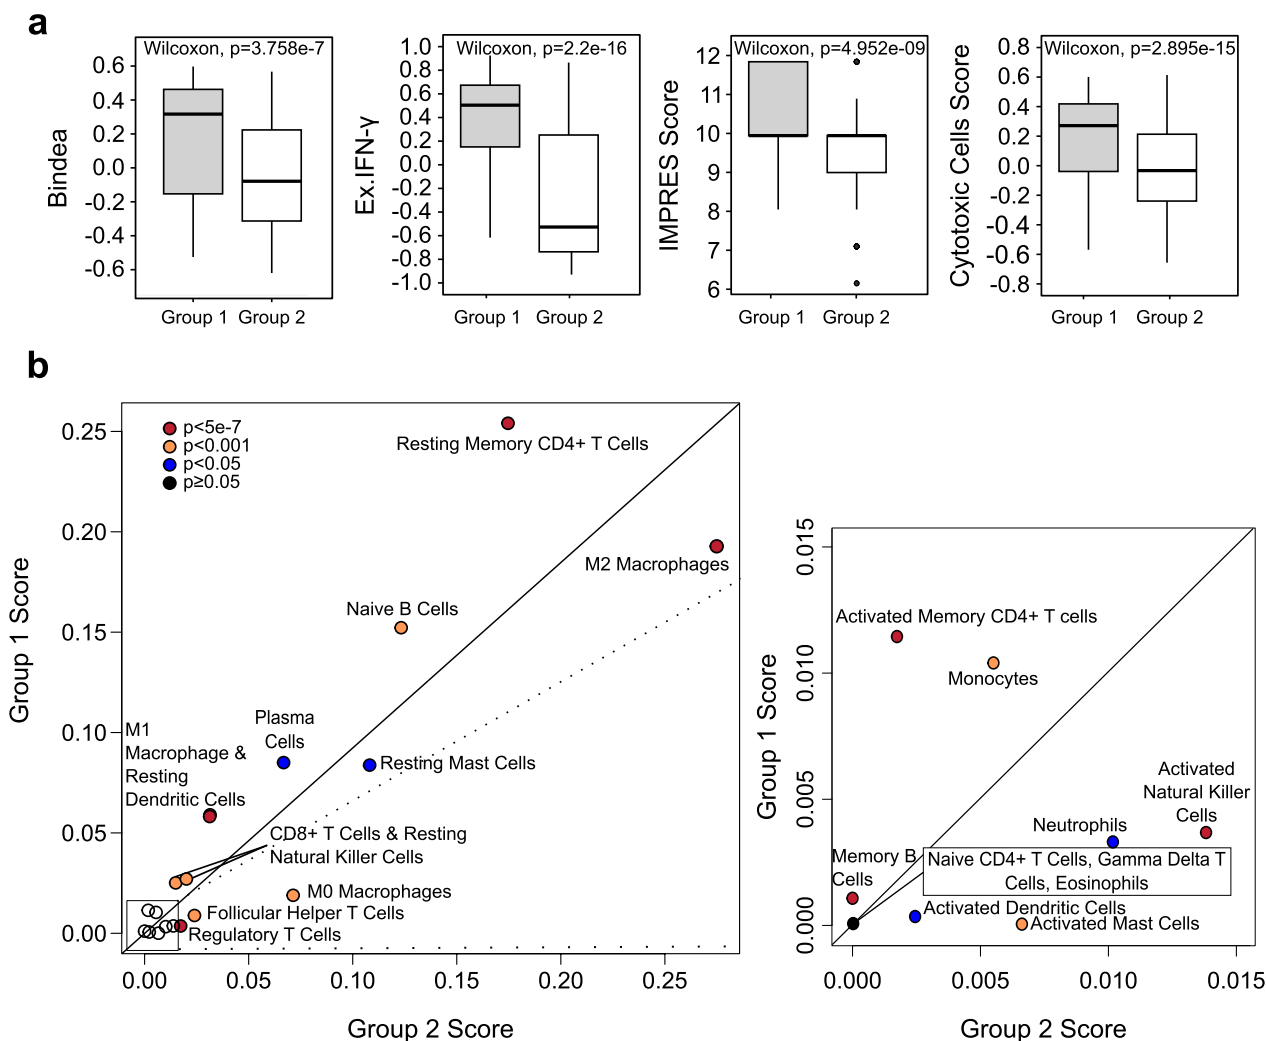 a
Wilcoxon, p=3.758e-7
Bindea
0.6
0.4
0.2
0.0
-0.2
-0.4
-0.6
Group 1
Group 2
Wilcoxon, p=2.2e-16
Ex.IFN-γ
1.0
0.8
0.6
0.4
0.2
0.0
-0.2
-0.4
-0.6
-0.8
-1.0
Group 1
Group 2
Wilcoxon, p=4.952e-09
IMPRES Score
12
11
10
9
8
7
6
Group 1
Group 2
Wilcoxon, p=2.895e-15
Cytotoxic Cells Score
0.8
0.6
0.4
0.2
0.0
-0.2
-0.4
-0.6
-0.8
Group 1
Group 2
b
p<5e-7
p<0.001
p<0.05
p≥0.05
Group 1 Score
0.25
0.20
0.15
0.10
0.05
0.00
Resting Memory CD4+ T Cells
M2 Macrophages
Naive B Cells
Plasma
Cells
M1
Macrophage &
Resting
Dendritic Cells
Resting Mast Cells
CD8+ T Cells & Resting
Natural Killer Cells
M0 Macrophages
Follicular Helper T Cells
Regulatory T Cells
0.00
0.05
0.10
0.15
0.20
0.25
Group 2 Score
Group 1 Score
0.015
0.010
0.005
0.000
Activated Memory CD4+ T cells
Monocytes
Activated
Natural Killer
Cells
Neutrophils
Memory B
Cells
Naive CD4+ T Cells, Gamma Delta T
Cells, Eosinophils
Activated Dendritic Cells
Activated Mast Cells
0.000
0.005
0.010
0.015
Group 2 Score